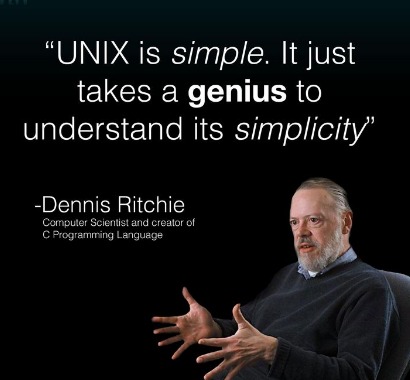 “UNIX is simple. It just
takes a genius to
understand its simplicity”
-Dennis Ritchie
Computer Scientist and creator of
C Programming Language